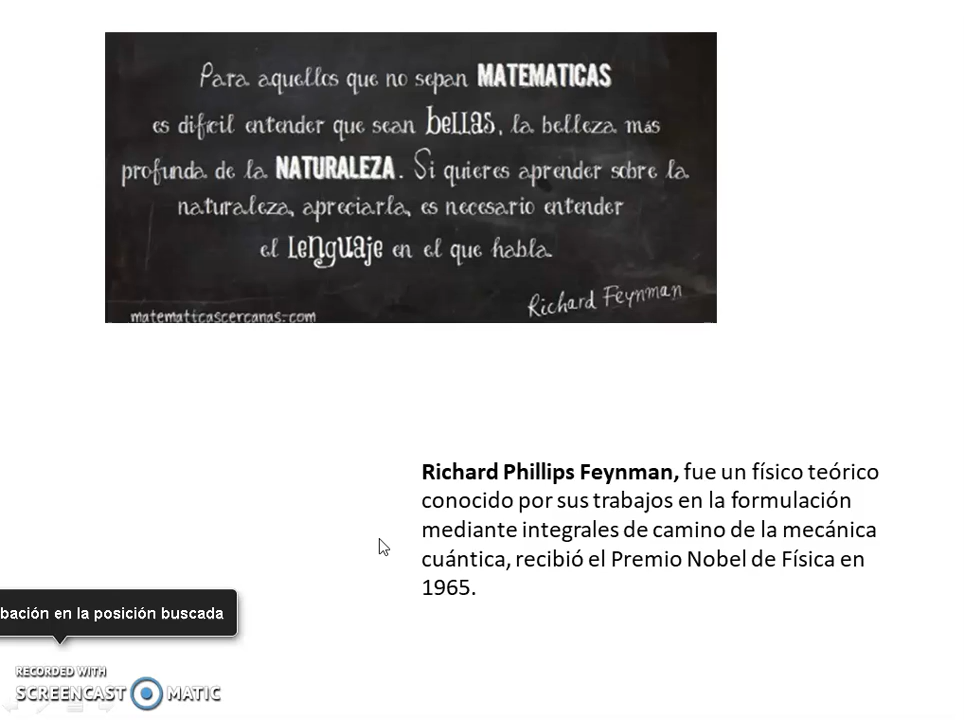 Para aquellos que no sepan MATEMATICAS
es difícil entender que sean bellas, la belleza más
profunda de la NATURALEZA. Si quieres aprender sobre la
naturaleza, apreciarla, es necesario entender
el lenguaje en el que habla.
Richard Feynman
matematicascercanas.com
Richard Phillips Feynman, fue un físico teórico
conocido por sus trabajos en la formulación
mediante integrales de camino de la mecánica
cuántica, recibió el Premio Nobel de Física en
1965.
bación en la posición buscada
RECORDED WITH
SCREENCAST MATIC